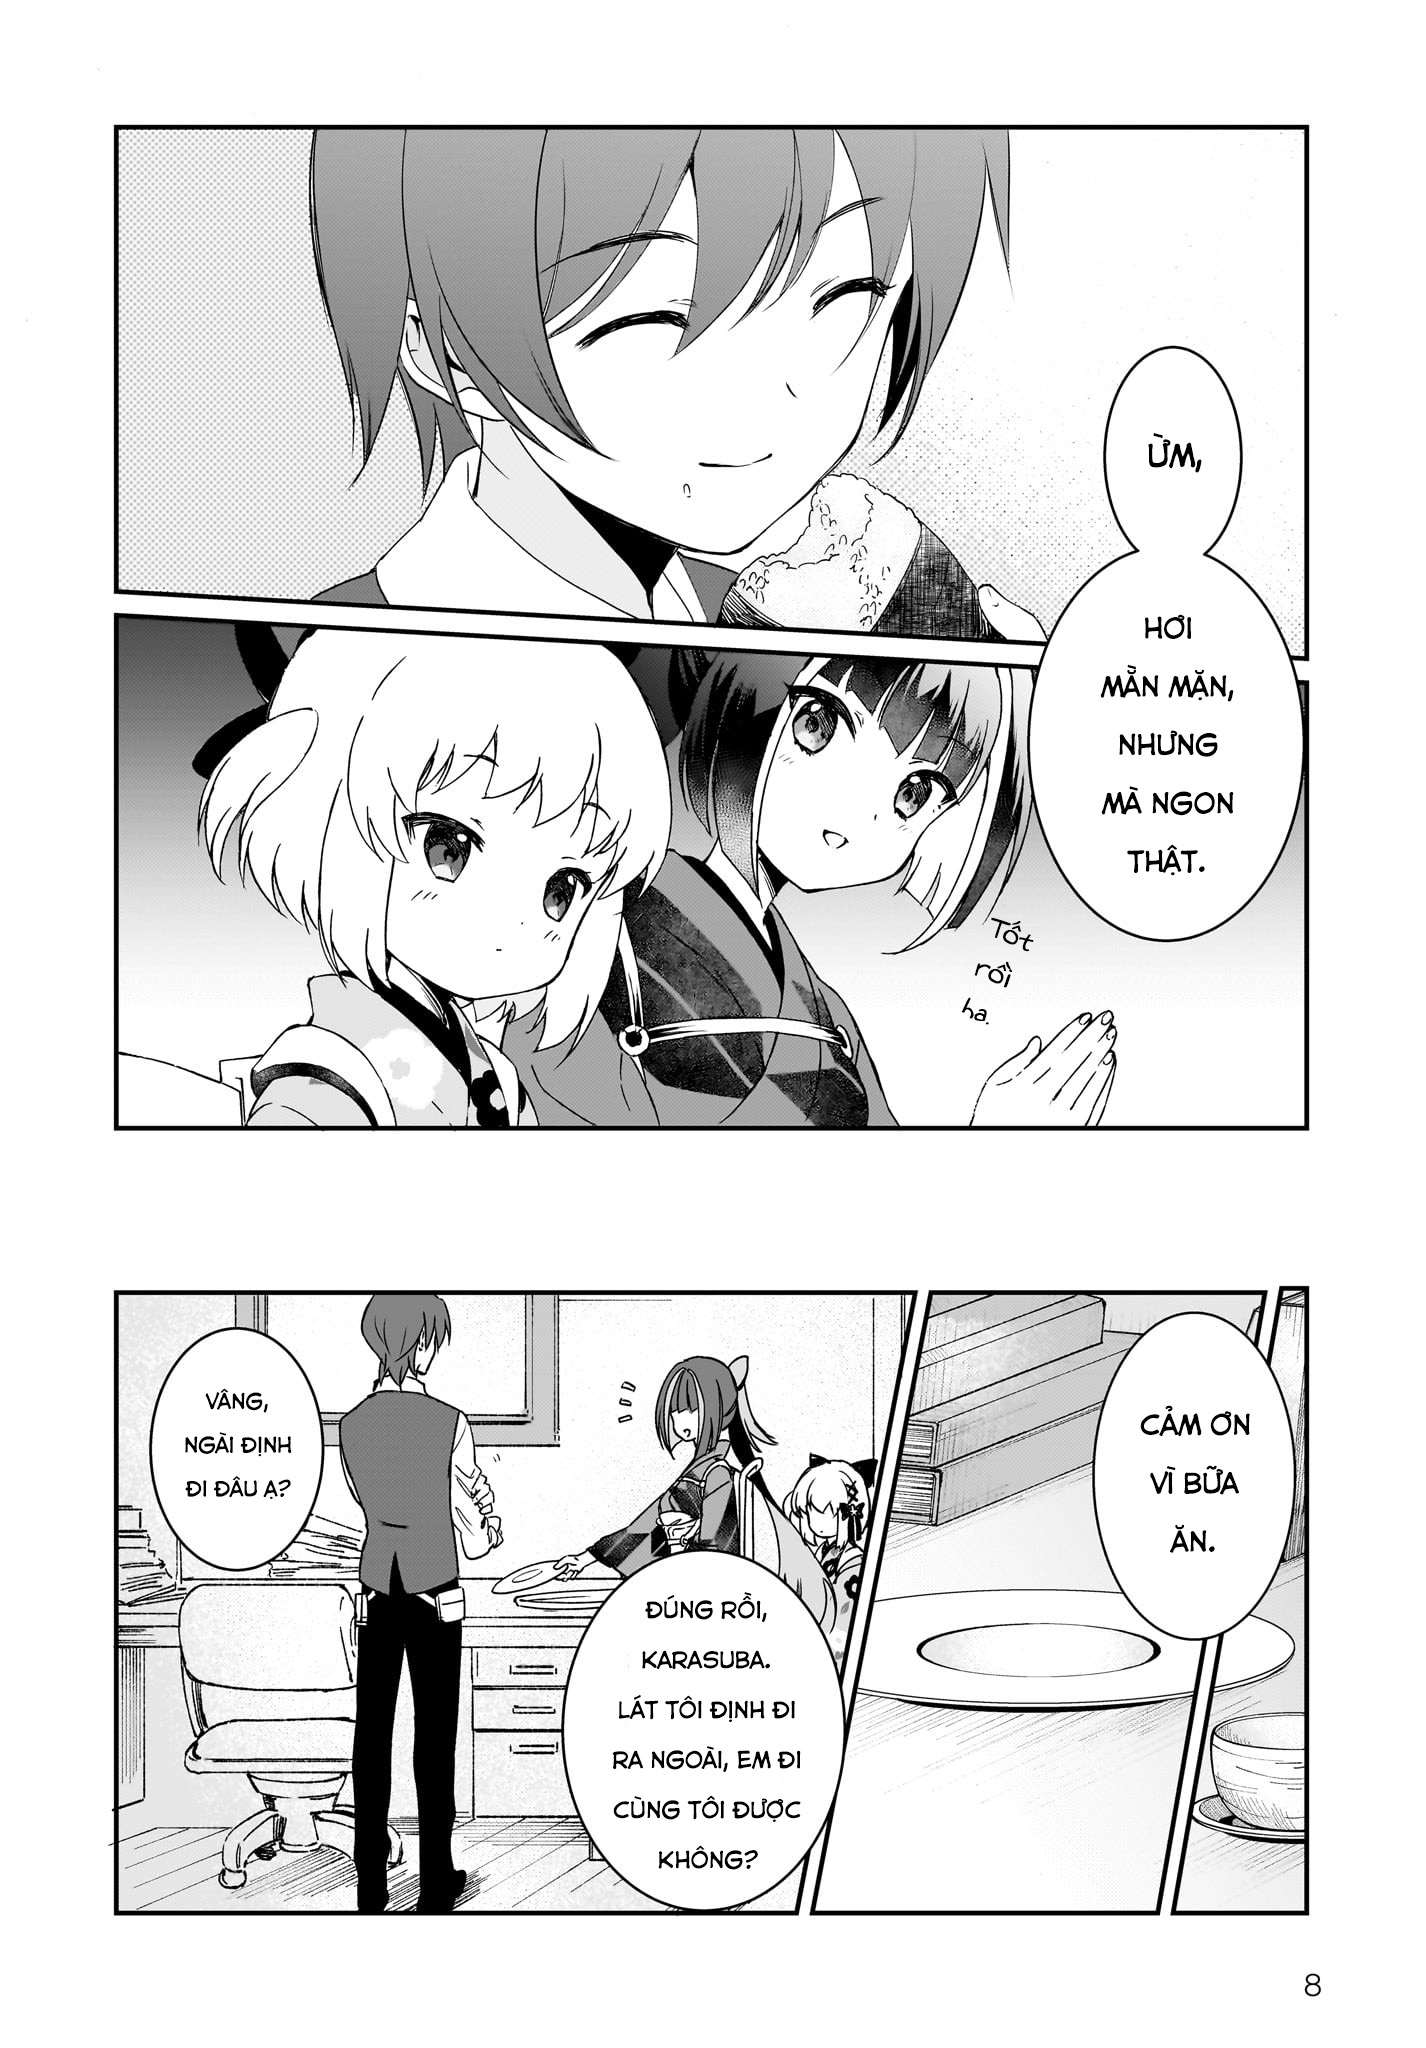 ỪM,
HƠI
MẰN MẶN,
NHƯNG
MÀ NGON
THẬT.
Tốt
rồi
ha.
CẢM ƠN
VÌ BỮA
ĂN.
ĐÚNG RỒI,
KARASUBA.
LÁT TÔI ĐỊNH ĐI
RA NGOÀI, EM ĐI
CÙNG TÔI ĐƯỢC
KHÔNG?
VÂNG,
NGÀI ĐỊNH
ĐI ĐÂU Ạ?
8